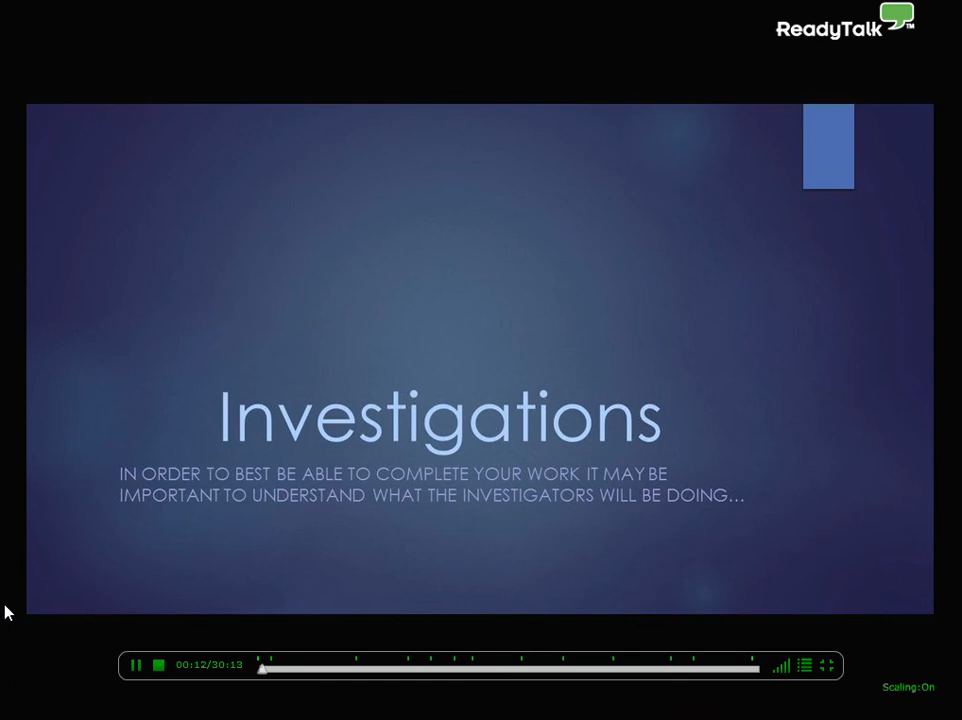 ReadyTalk™
Investigations
IN ORDER TO BEST BE ABLE TO COMPLETE YOUR WORK IT MAY BE
IMPORTANT TO UNDERSTAND WHAT THE INVESTIGATORS WILL BE DOING…
00:12/30:13
Scaling:On